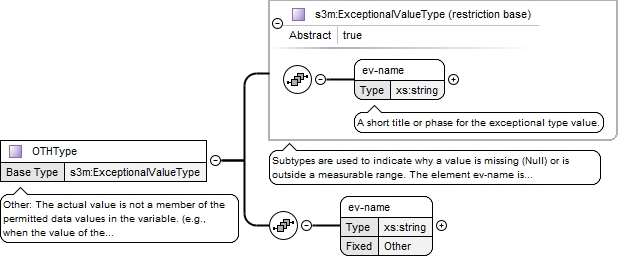 s3m:ExceptionalValueType (restriction base)
Abstract true
ev-name
Type xs:string
A short title or phase for the exceptional type value.
OTHType
Base Type s3m:ExceptionalValueType
Other: The actual value is not a member of the
permitted data values in the variable. (e.g.,
when the value of the...
Subtypes are used to indicate why a value is missing (Null) or is
outside a measurable range. The element ev-name is...
ev-name
Type xs:string
Fixed Other